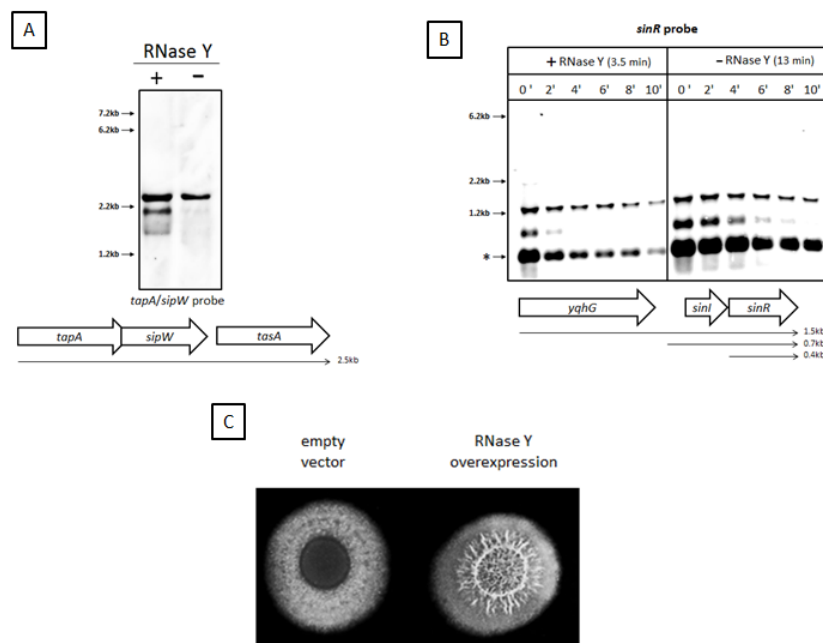 A
RNase Y
+ −
7.2kb
6.2kb
2.2kb
1.2kb
tapA/sipW probe
tapA sipW tasA
2.5kb
B
sinR probe
+ RNase Y (3.5 min) − RNase Y (13 min)
0' 2' 4' 6' 8' 10' 0' 2' 4' 6' 8' 10'
6.2kb
2.2kb
1.2kb
*
yqhG sinI sinR
1.5kb
0.7kb
0.4kb
C
empty RNase Y
vector overexpression